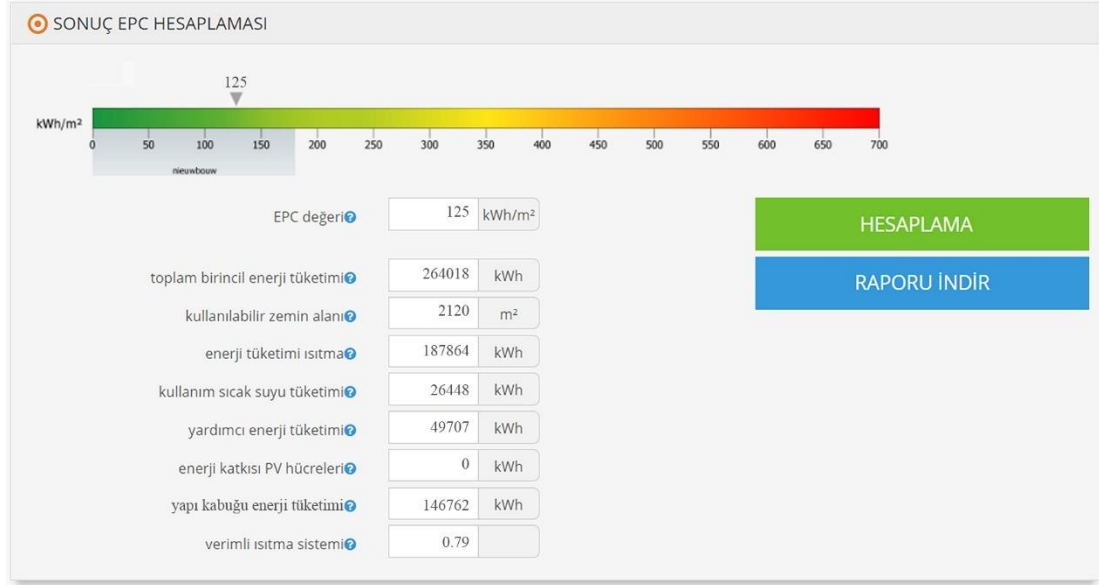 SONUÇ EPC HESAPLAMASI
125
kWh/m²
0 50 100 150 200 250 300 350 400 450 500 550 600 650 700
nieuwbouw
EPC değeri 125 kWh/m²
toplam birincil enerji tüketimi 264018 kWh
kullanılabilir zemin alanı 2120 m²
enerji tüketimi ısıtma 187864 kWh
kullanım sıcak suyu tüketimi 26448 kWh
yardımcı enerji tüketimi 49707 kWh
enerji katkısı PV hücreleri 0 kWh
yapı kabuğu enerji tüketimi 146762 kWh
verimli ısıtma sistemi 0.79
HESAPLAMA
RAPORU İNDİR